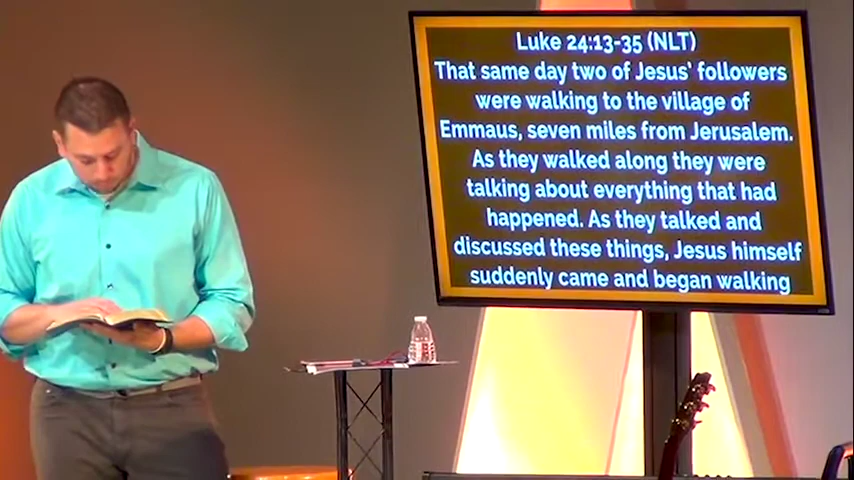 Luke 24:13-35 (NLT)
That same day two of Jesus' followers
were walking to the village of
Emmaus, seven miles from Jerusalem.
As they walked along they were
talking about everything that had
happened. As they talked and
discussed these things, Jesus himself
suddenly came and began walking